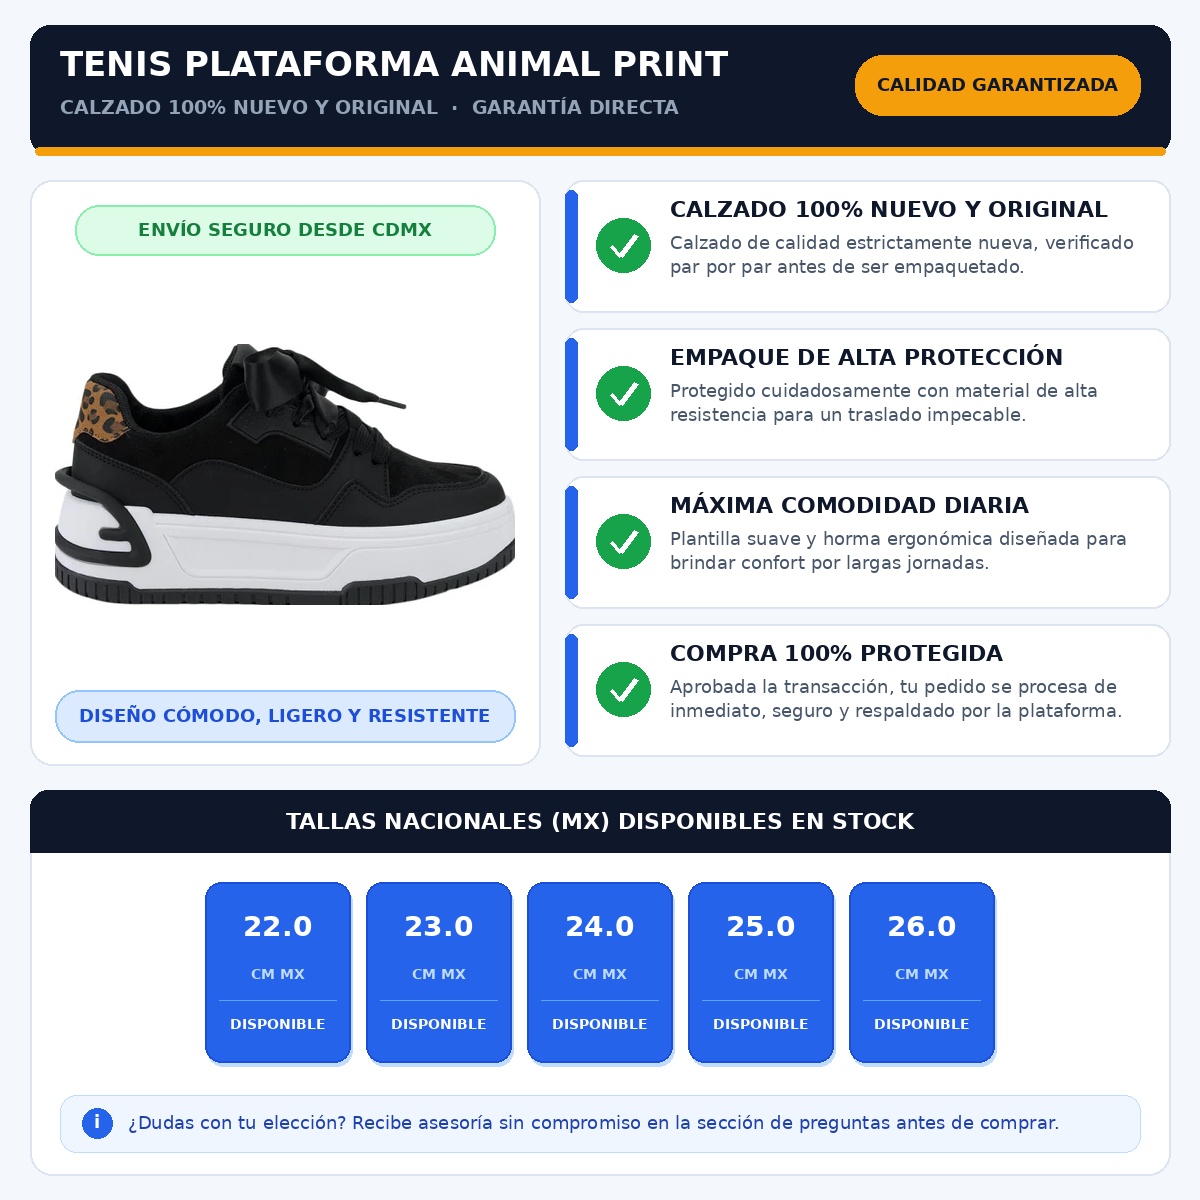 TENIS PLATAFORMA ANIMAL PRINT
CALZADO 100% NUEVO Y ORIGINAL · GARANTÍA DIRECTA
CALIDAD GARANTIZADA
ENVÍO SEGURO DESDE CDMX
DISEÑO CÓMODO, LIGERO Y RESISTENTE
CALZADO 100% NUEVO Y ORIGINAL
Calzado de calidad estrictamente nueva, verificado
par por par antes de ser empaquetado.
EMPAQUE DE ALTA PROTECCIÓN
Protegido cuidadosamente con material de alta
resistencia para un traslado impecable.
MÁXIMA COMODIDAD DIARIA
Plantilla suave y horma ergonómica diseñada para
brindar confort por largas jornadas.
COMPRA 100% PROTEGIDA
Aprobada la transacción, tu pedido se procesa de
inmediato, seguro y respaldado por la plataforma.
TALLAS NACIONALES (MX) DISPONIBLES EN STOCK
22.0
CM MX
DISPONIBLE
23.0
CM MX
DISPONIBLE
24.0
CM MX
DISPONIBLE
25.0
CM MX
DISPONIBLE
26.0
CM MX
DISPONIBLE
i ¿Dudas con tu elección? Recibe asesoría sin compromiso en la sección de preguntas antes de comprar.